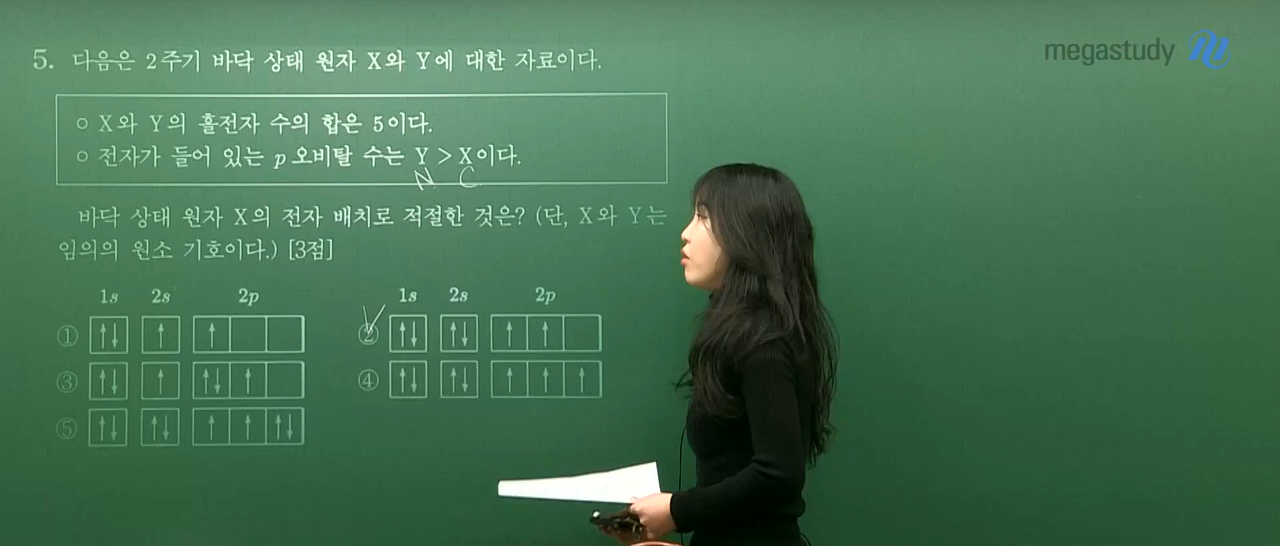 megastudy
5. 다음은 2주기 바닥 상태 원자 X와 Y에 대한 자료이다.
○ X와 Y의 홀전자 수의 합은 5이다.
○ 전자가 들어 있는 p 오비탈 수는 Y > X이다.
N C
바닥 상태 원자 X의 전자 배치로 적절한 것은? (단, X와 Y는
임의의 원소 기호이다.) [3점]
1s 2s 2p 1s 2s 2p
① ↑↓ ↑ ↑ ② ↑↓ ↑↓ ↑ ↑
③ ↑↓ ↑ ↑↓ ↑ ④ ↑↓ ↑↓ ↑ ↑ ↑
⑤ ↑↓ ↑↓ ↑ ↑ ↑↓